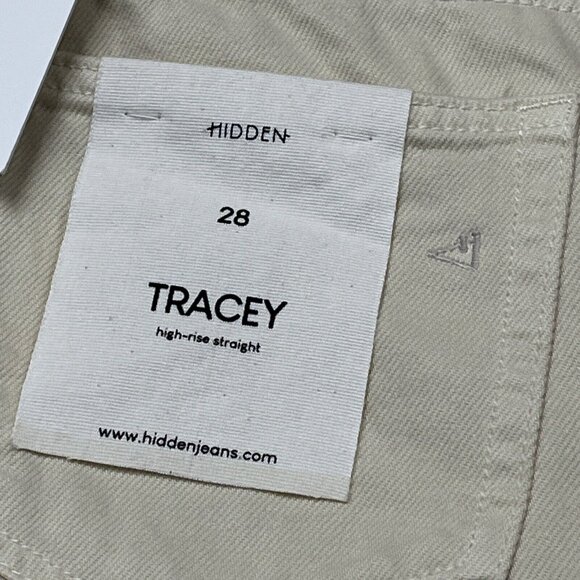 HIDDEN
28
TRACEY
high-rise straight
www.hiddenjeans.com